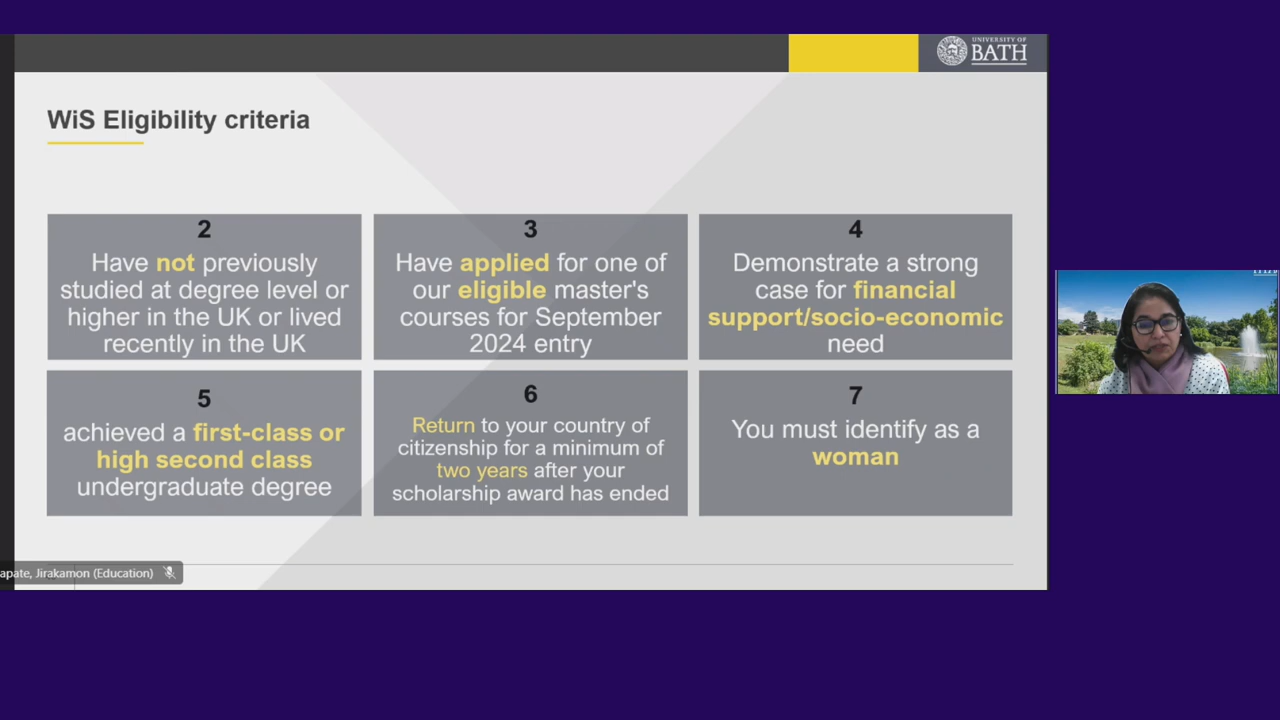 UNIVERSITY OF
BATH
WiS Eligibility criteria
2
Have not previously
studied at degree level or
higher in the UK or lived
recently in the UK
3
Have applied for one of
our eligible master's
courses for September
2024 entry
4
Demonstrate a strong
case for financial
support/socio-economic
need
5
achieved a first-class or
high second class
undergraduate degree
6
Return to your country of
citizenship for a minimum of
two years after your
scholarship award has ended
7
You must identify as a
woman
apate, Jirakamon (Education)